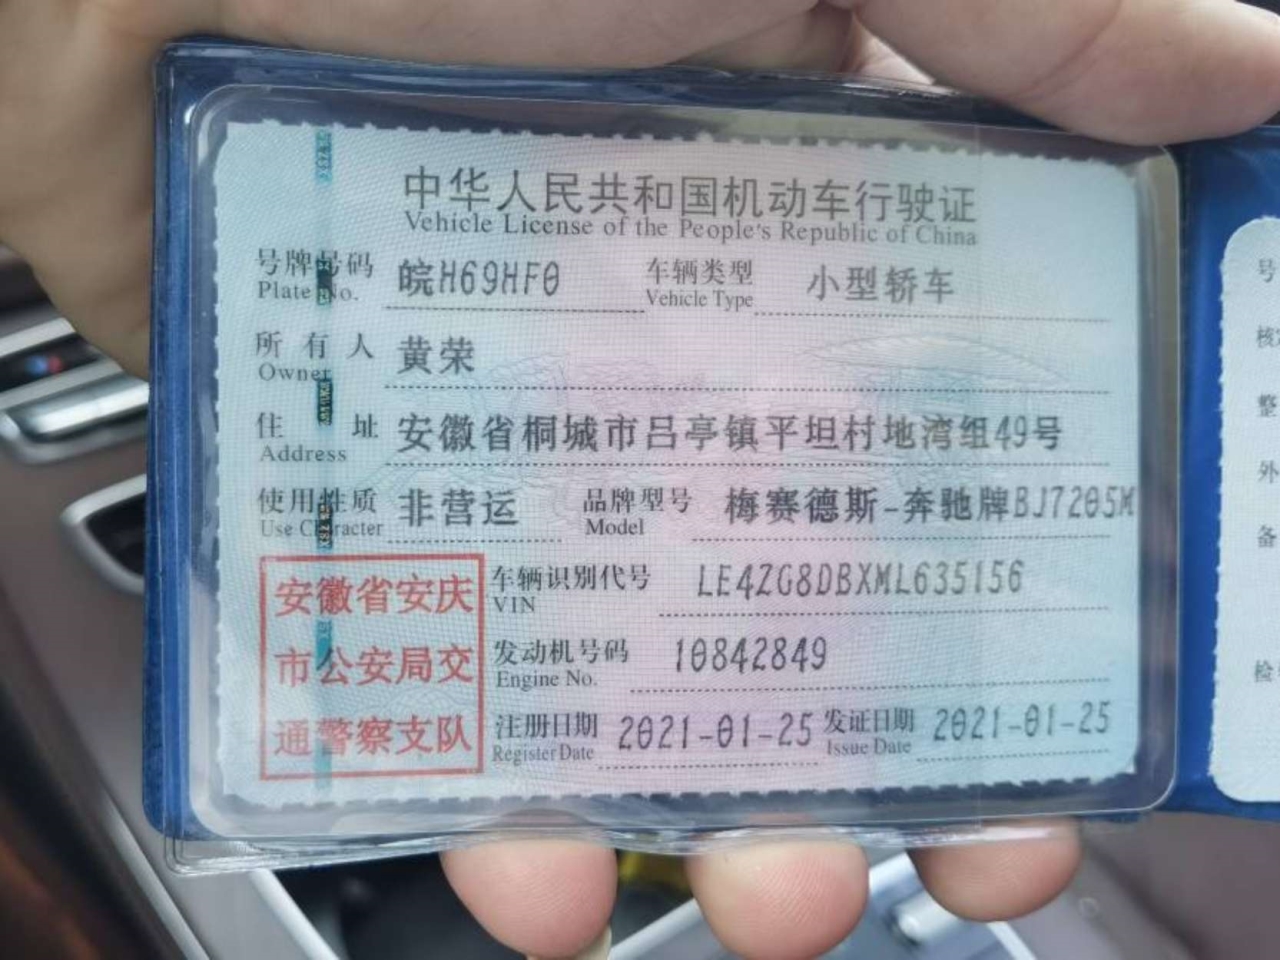 中华人民共和国机动车行驶证
Vehicle License of the People's Republic of China
号牌号码 皖H69HF0 车辆类型 小型轿车
Plate No. Vehicle Type
所有人 黄荣
Owner
住址 安徽省桐城市吕亭镇平坦村地湾组49号
Address
使用性质 非营运 品牌型号 梅赛德斯-奔驰牌BJ7205M
Use Character Model
安徽省安庆
市公安局交
通警察支队
车辆识别代号 LE4ZG8DBXML635156
VIN
发动机号码 10842849
Engine No.
注册日期 2021-01-25 发证日期 2021-01-25
Register Date Issue Date
号
核
整
外
备
检